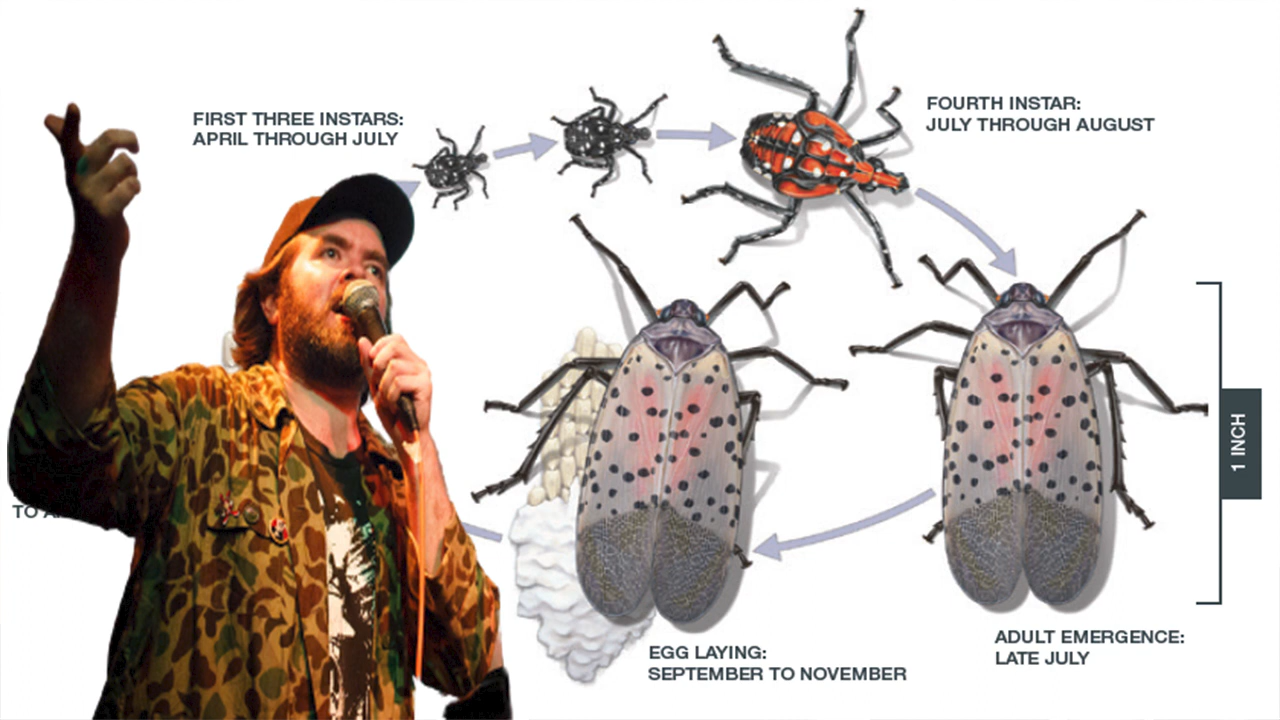 FIRST THREE INSTARS:
APRIL THROUGH JULY
FOURTH INSTAR:
JULY THROUGH AUGUST
1 INCH
TO
EGG LAYING:
SEPTEMBER TO NOVEMBER
ADULT EMERGENCE:
LATE JULY